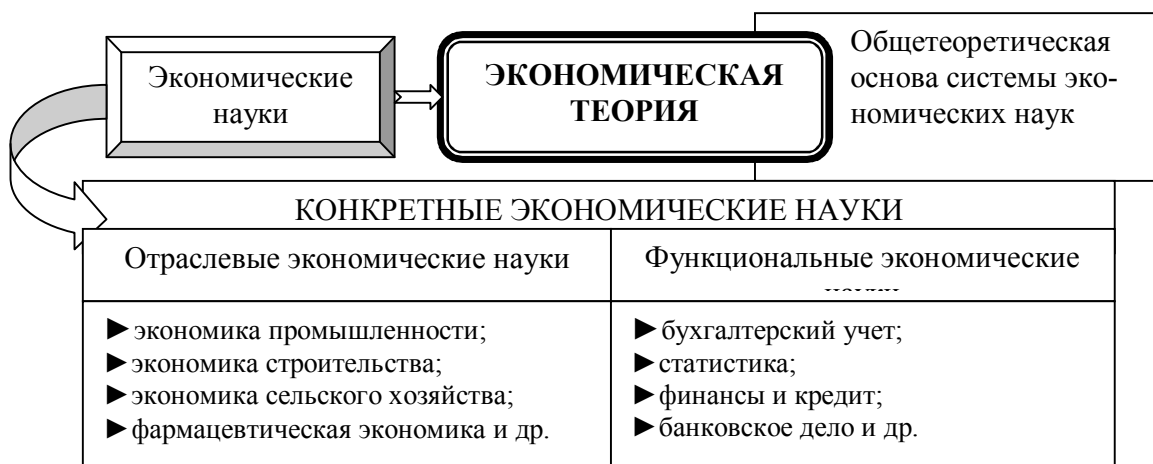 Экономические
науки
ЭКОНОМИЧЕСКАЯ
ТЕОРИЯ
Общетеоретическая
основа системы эко-
номических наук
КОНКРЕТНЫЕ ЭКОНОМИЧЕСКИЕ НАУКИ
Отраслевые экономические науки
Функциональные экономические
►экономика промышленности;
►экономика строительства;
►экономика сельского хозяйства;
►фармацевтическая экономика и др.
►бухгалтерский учет;
►статистика;
►финансы и кредит;
►банковское дело и др.